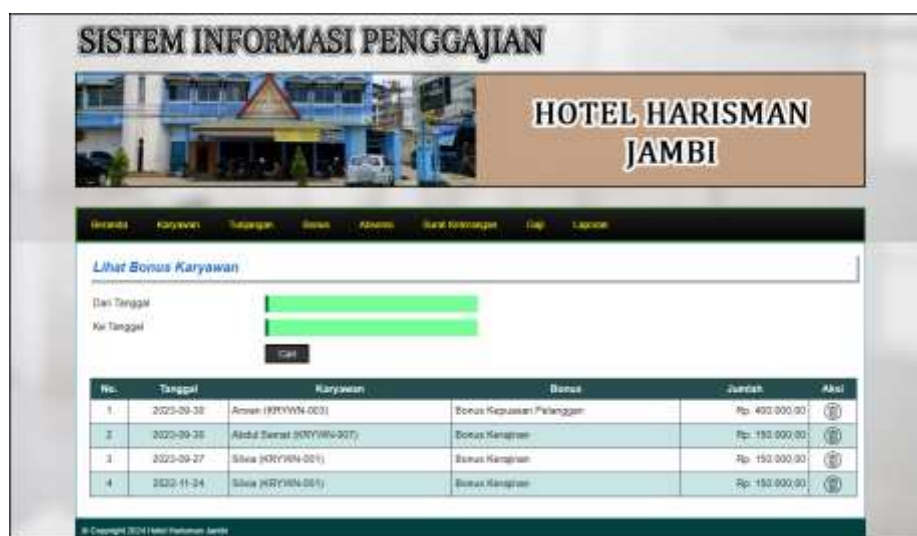 SISTEM INFORMASI PENGGAJIAN
HOTEL HARISMAN
JAMBI
Beranda Karyawan Tunjangan Bonus Absensi Surat Keterangan Gaji Laporan
Lihat Bonus Karyawan
Dari Tanggal
Ke Tanggal
Cari
No. Tanggal Karyawan Bonus Jumlah Aksi
1 2023-09-30 (KRYWN-003) Bonus Kepuasan Pelanggan Rp. 400.000,00
2 2023-09-30 Abdul Samat (KRYWN-007) Bonus Kerajinan Rp. 150.000,00
3 2023-09-27 Silvia (KRYWN-001) Bonus Kerajinan Rp. 150.000,00
4 2022-11-24 Silvia (KRYWN-001) Bonus Kerajinan Rp. 150.000,00
© Copyright 2024 Hotel Harisman Jambi